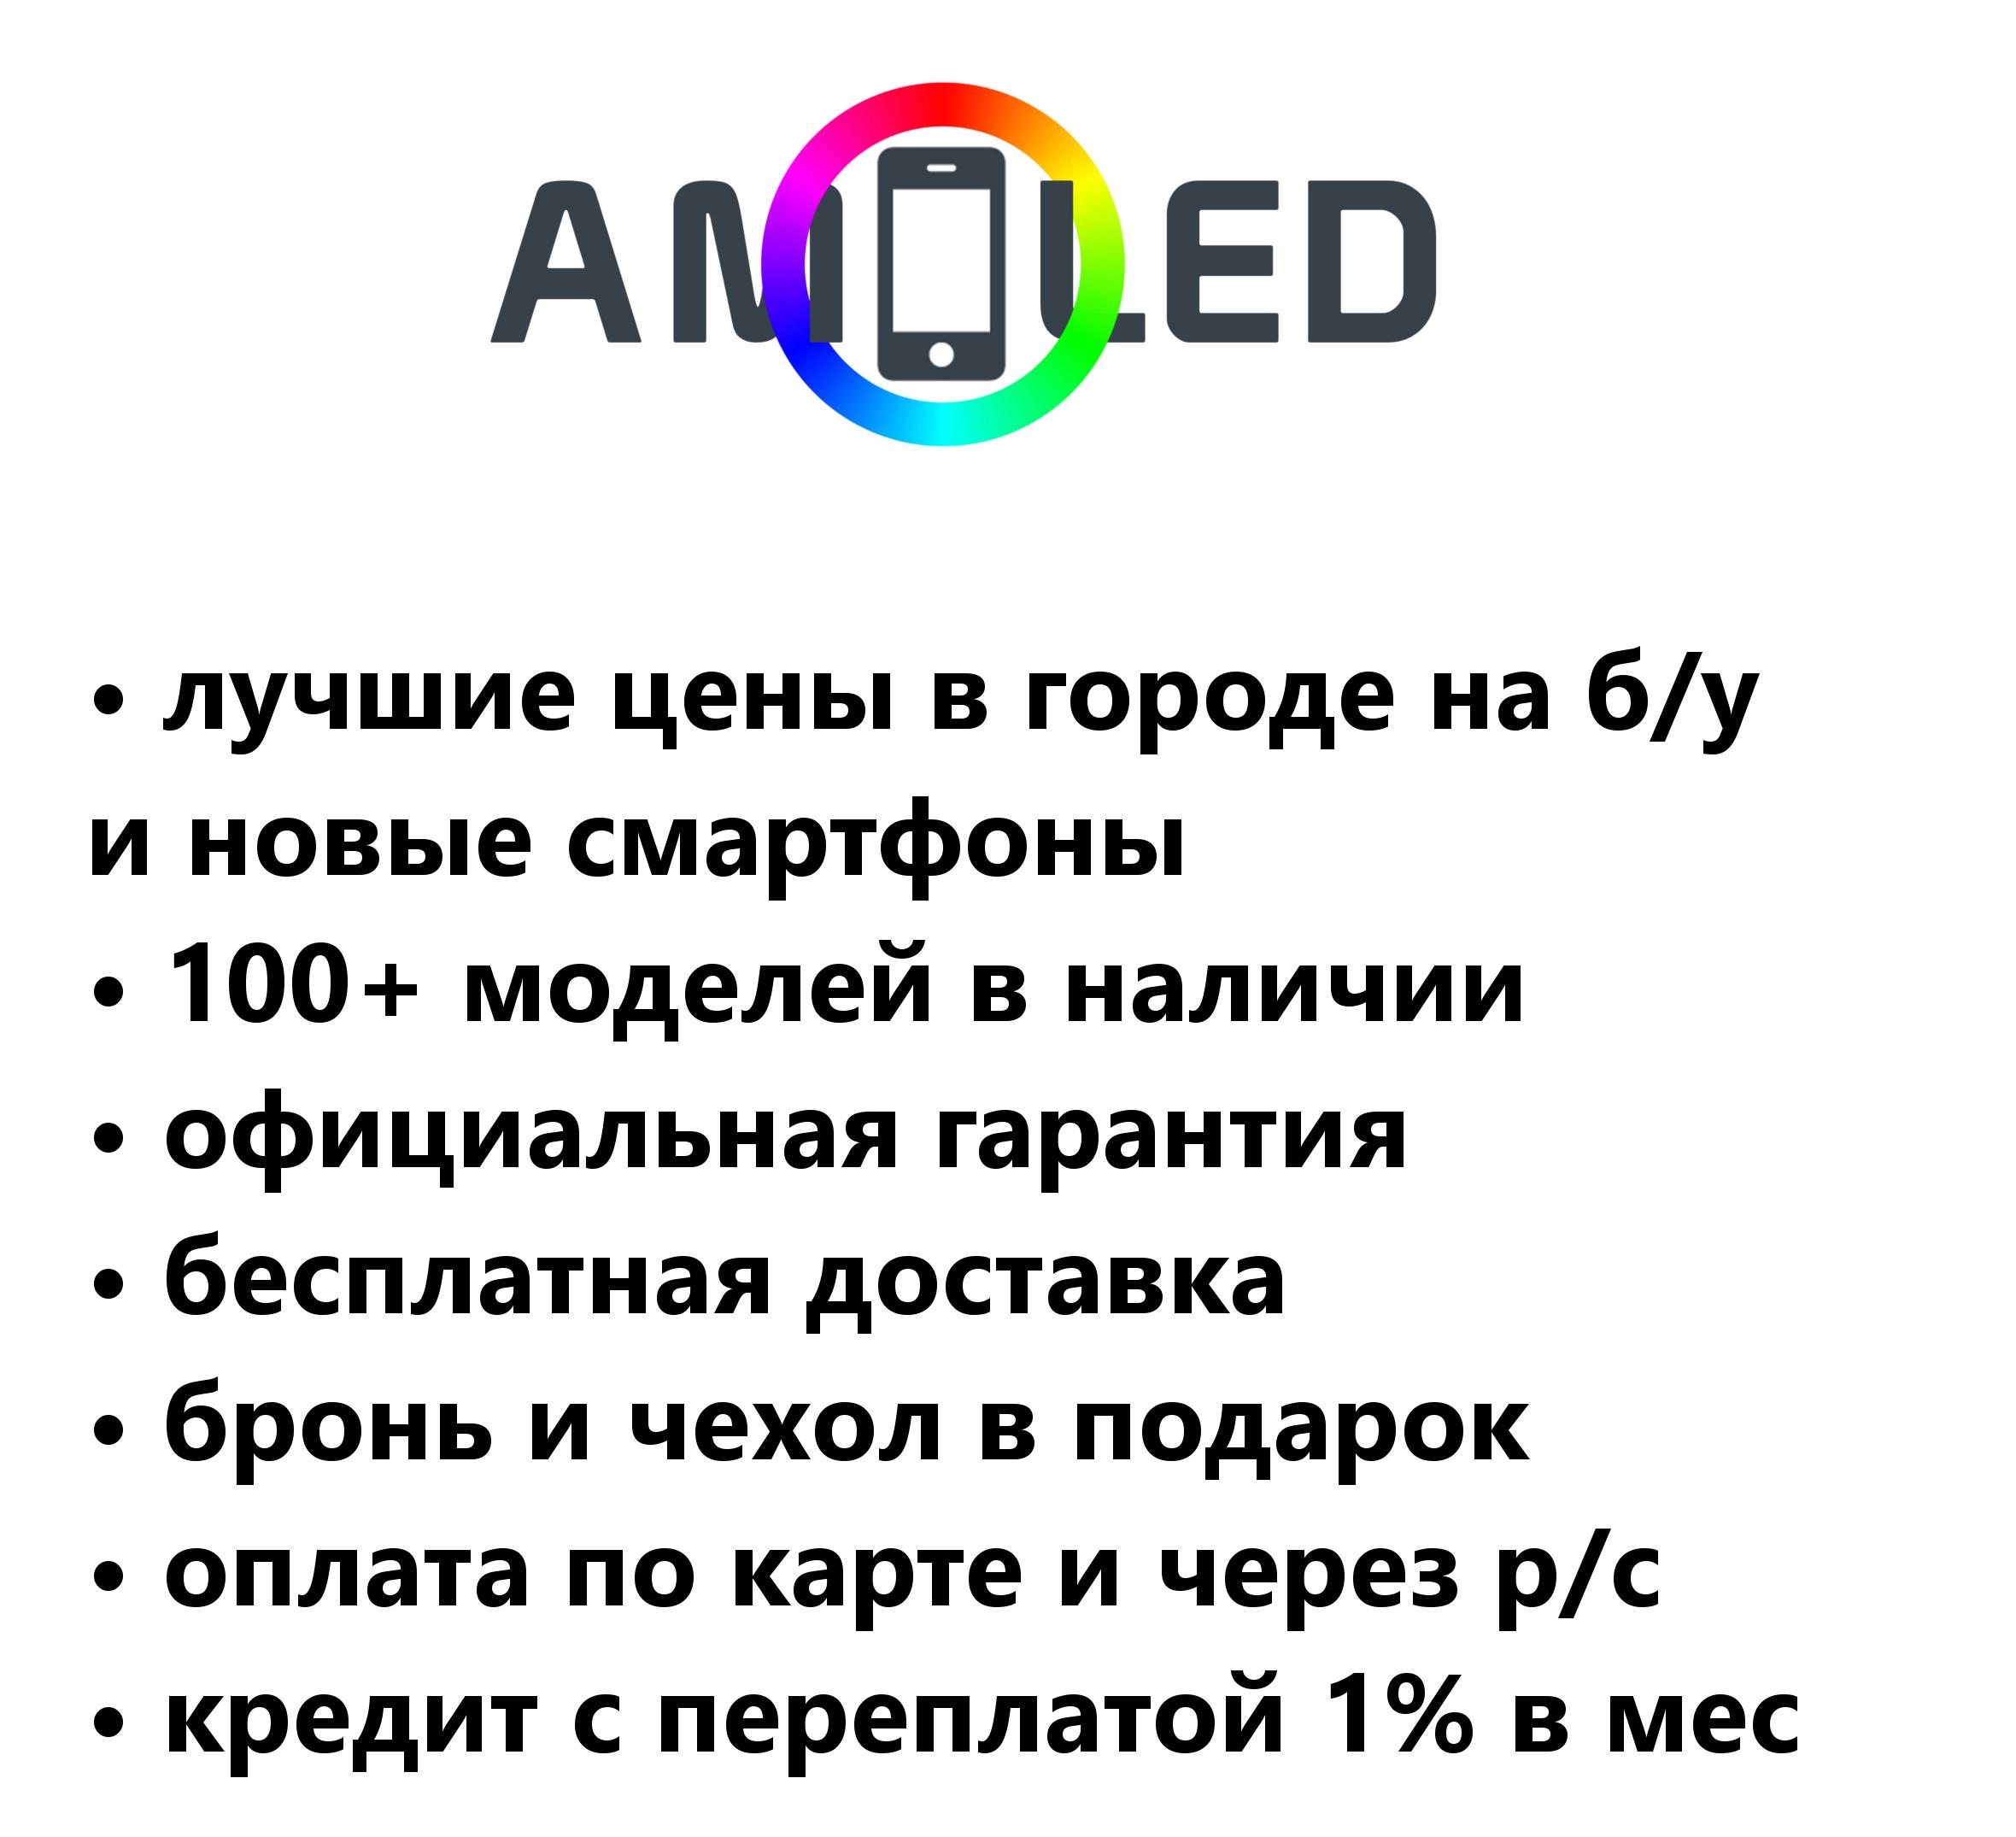 AMOLED
• лучшие цены в городе на б/у
и новые смартфоны
• 100+ моделей в наличии
• официальная гарантия
• бесплатная доставка
• бронь и чехол в подарок
• оплата по карте и через р/с
• кредит с переплатой 1% в мес